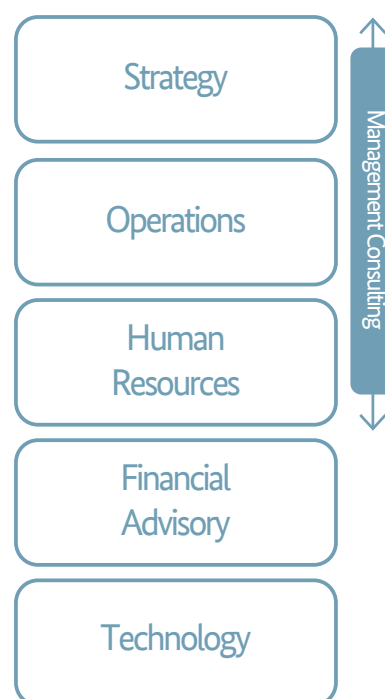 Strategy
Operations
Human
Resources
Financial
Advisory
Technology
Management Consulting